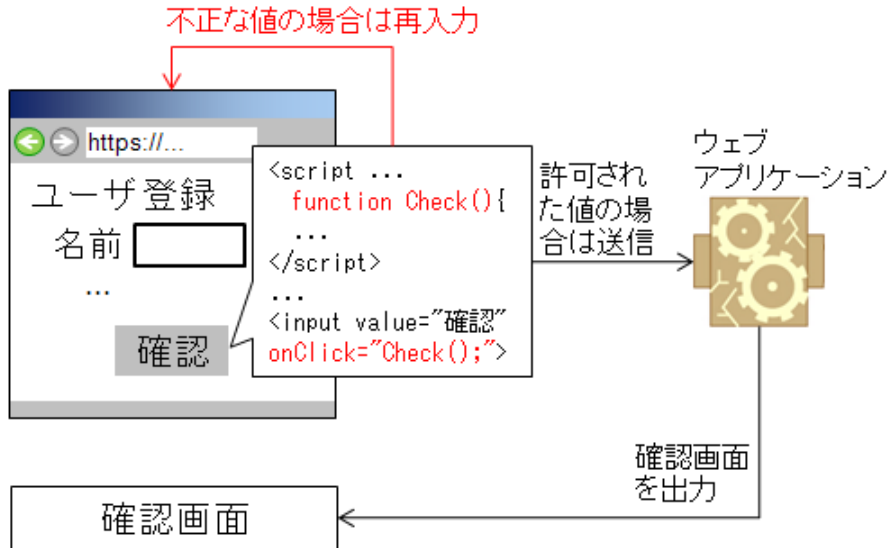 不正な値の場合は再入力
https://...
ユーザ登録
名前
...
確認
<script ...
function Check(){
...
</script>
...
<input value="確認"
onClick="Check();">
許可され
た値の場
合は送信
ウェブ
アプリケーション
確認画面
を出力
確認画面